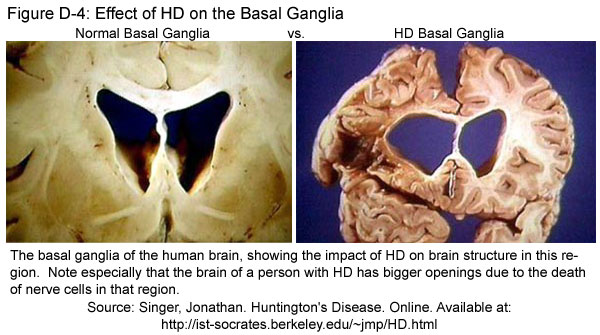 Figure D-4: Effect of HD on the Basal Ganglia
Normal Basal Ganglia vs. HD Basal Ganglia
The basal ganglia of the human brain, showing the impact of HD on brain structure in this re-
gion.  Note especially that the brain of a person with HD has bigger openings due to the death
of nerve cells in that region.
Source: Singer, Jonathan. Huntington's Disease. Online. Available at:
http://ist-socrates.berkeley.edu/~jmp/HD.html